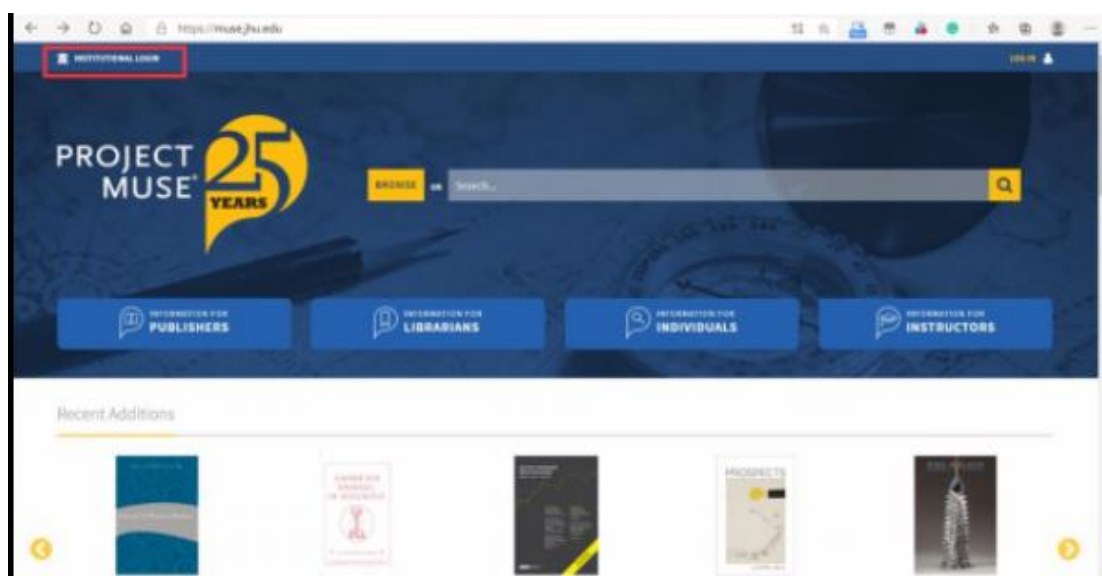 https://muse.jhu.edu
INSTITUTIONAL LOGIN
LOG IN
PROJECT
MUSE
25
YEARS
BROWSE OR Search...
INFORMATION FOR
PUBLISHERS
INFORMATION FOR
LIBRARIANS
INFORMATION FOR
INDIVIDUALS
INFORMATION FOR
INSTRUCTORS
Recent Additions
PROSPECTS